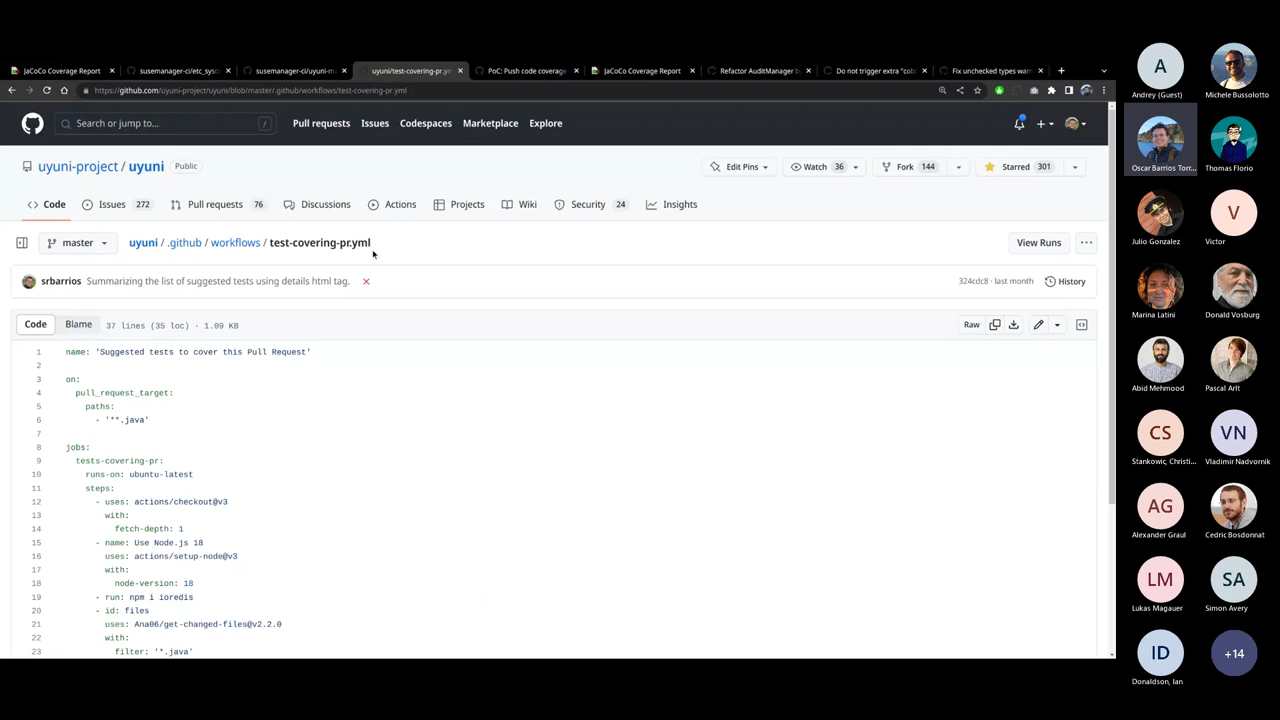 JaCoCo Coverage Report
susemanager-ci/etc_sysc
susemanager-ci/uyuni-m
uyuni/test-covering-pr.y
PoC: Push code coverage
JaCoCo Coverage Report
Refactor AuditManager b
Do not trigger extra "cob
Fix unchecked types warn
https://github.com/uyuni-project/uyuni/blob/master/.github/workflows/test-covering-pr.yml
Search or jump to...
/
Pull requests
Issues
Codespaces
Marketplace
Explore
uyuni-project / uyuni
Public
Edit Pins
Watch 36
Fork 144
Starred 301
Code
Issues 272
Pull requests 76
Discussions
Actions
Projects
Wiki
Security 24
Insights
master
uyuni / .github / workflows / test-covering-pr.yml
View Runs
srbarrios Summarizing the list of suggested tests using details html tag.
324cdc8 · last month
History
Code
Blame
37 lines (35 loc) · 1.09 KB
Raw
1 name: 'Suggested tests to cover this Pull Request'
2
3 on:
4 pull_request_target:
5 paths:
6 - '**.java'
7
8 jobs:
9 tests-covering-pr:
10 runs-on: ubuntu-latest
11 steps:
12 - uses: actions/checkout@v3
13 with:
14 fetch-depth: 1
15 - name: Use Node.js 18
16 uses: actions/setup-node@v3
17 with:
18 node-version: 18
19 - run: npm i ioredis
20 - id: files
21 uses: Ana06/get-changed-files@v2.2.0
22 with:
23 filter: '*.java'
A
Andrey (Guest)
Michele Bussolotto
Oscar Barrios Torr...
Thomas Florio
Julio Gonzalez
V
Victor
Marina Latini
Donald Vosburg
Abid Mehmood
Pascal Arlt
CS
Stankowic, Christi...
VN
Vladimir Nadvornik
AG
Alexander Graul
Cedric Bosdonnat
LM
Lukas Magauer
SA
Simon Avery
ID
Donaldson, Ian
+14